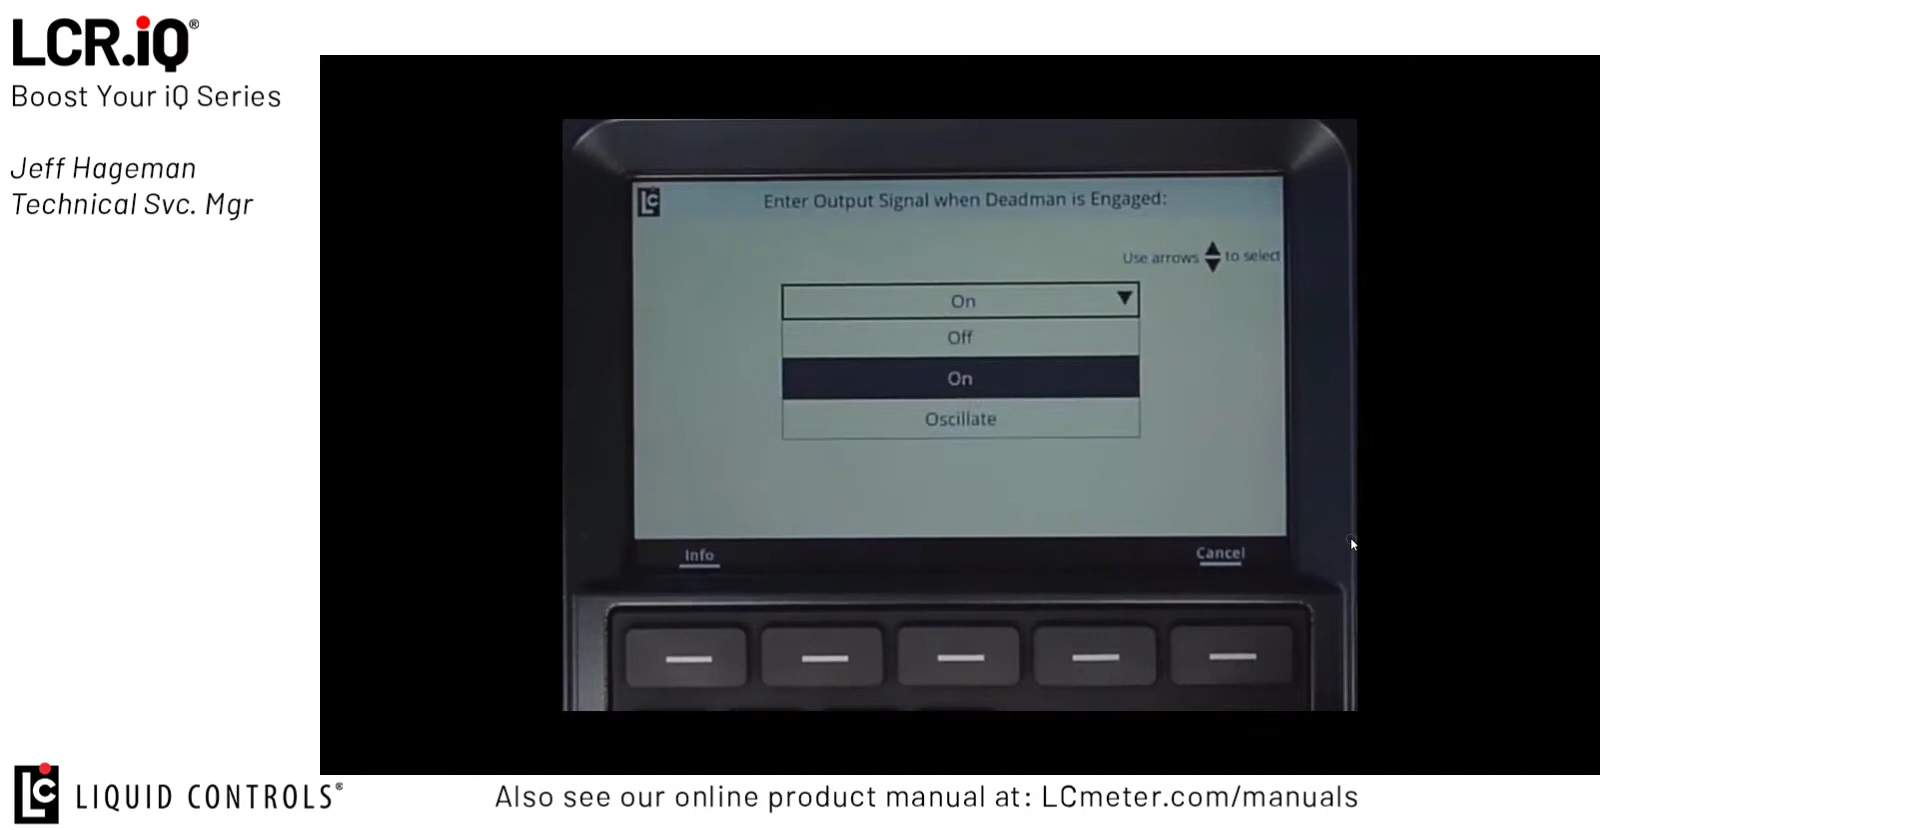 LCR.iQ®
Boost Your iQ Series
Jeff Hageman
Technical Svc. Mgr
LC
Enter Output Signal when Deadman is Engaged:
Use arrows to select
On
Off
On
Oscillate
Info
Cancel
LC LIQUID CONTROLS®
Also see our online product manual at: LCmeter.com/manuals